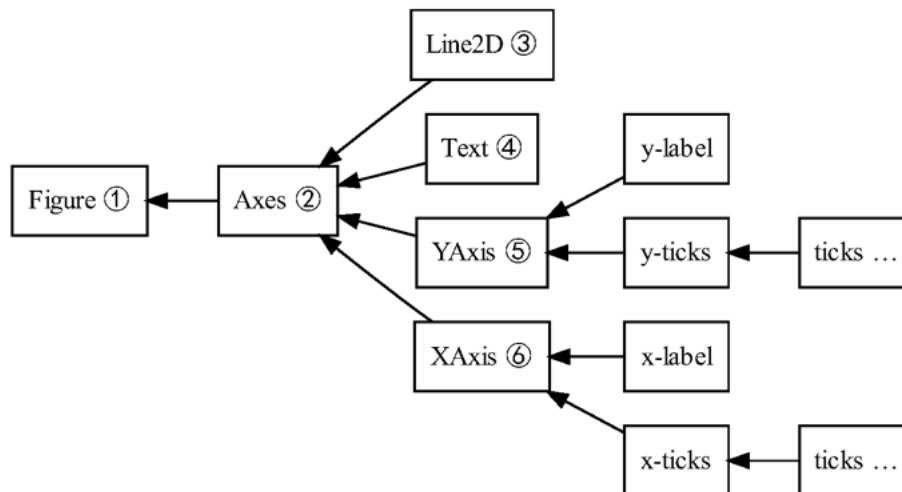 Line2D ③
Text ④
y-label
Figure ①
Axes ②
YAxis ⑤
y-ticks
ticks …
XAxis ⑥
x-label
x-ticks
ticks …